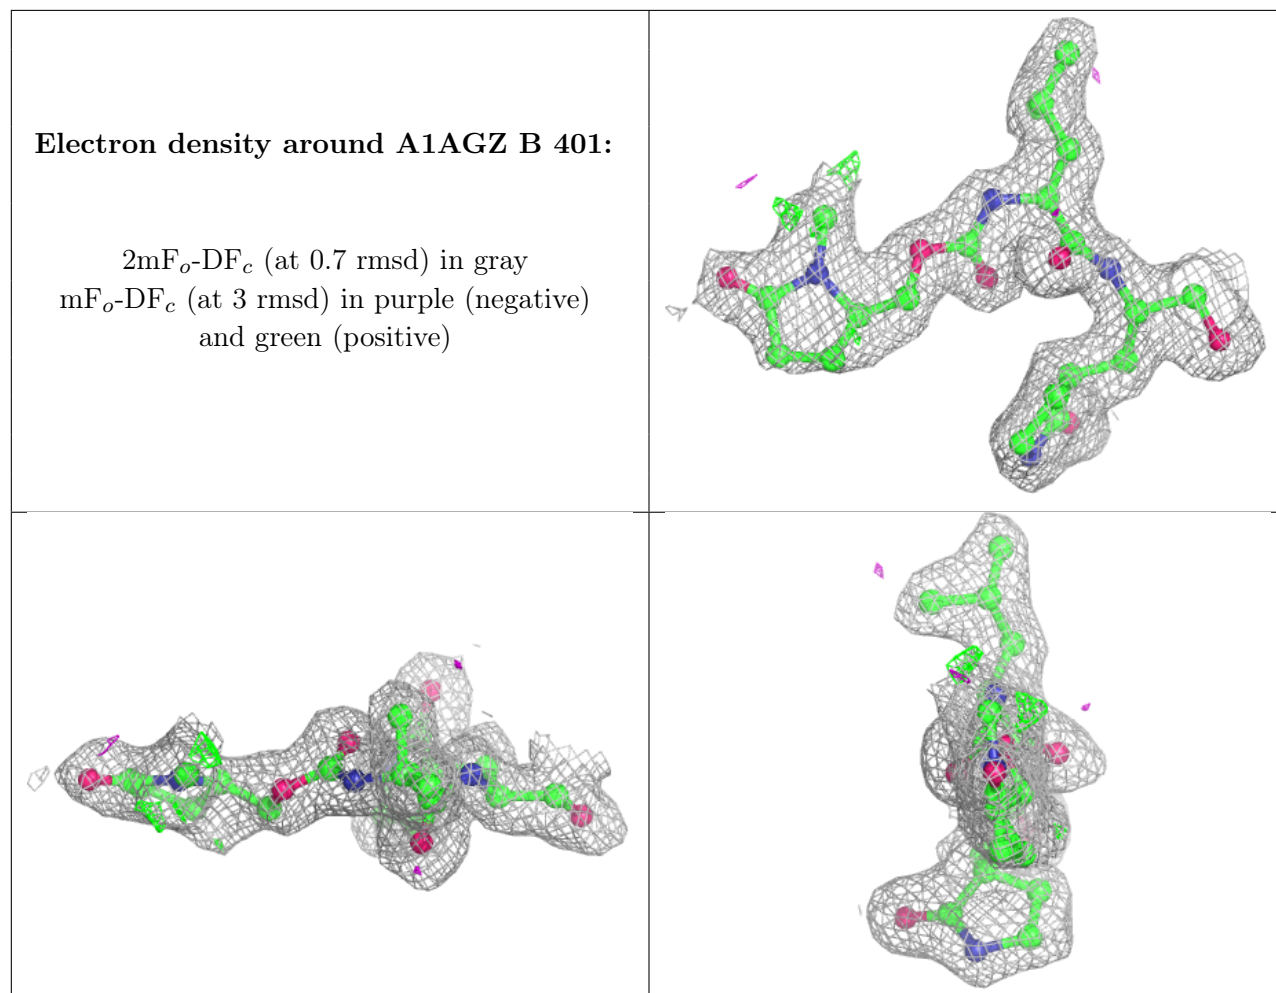 Electron density around A1AGZ B 401:
2mFₒ-DF𝑐 (at 0.7 rmsd) in gray
mFₒ-DF𝑐 (at 3 rmsd) in purple (negative)
and green (positive)